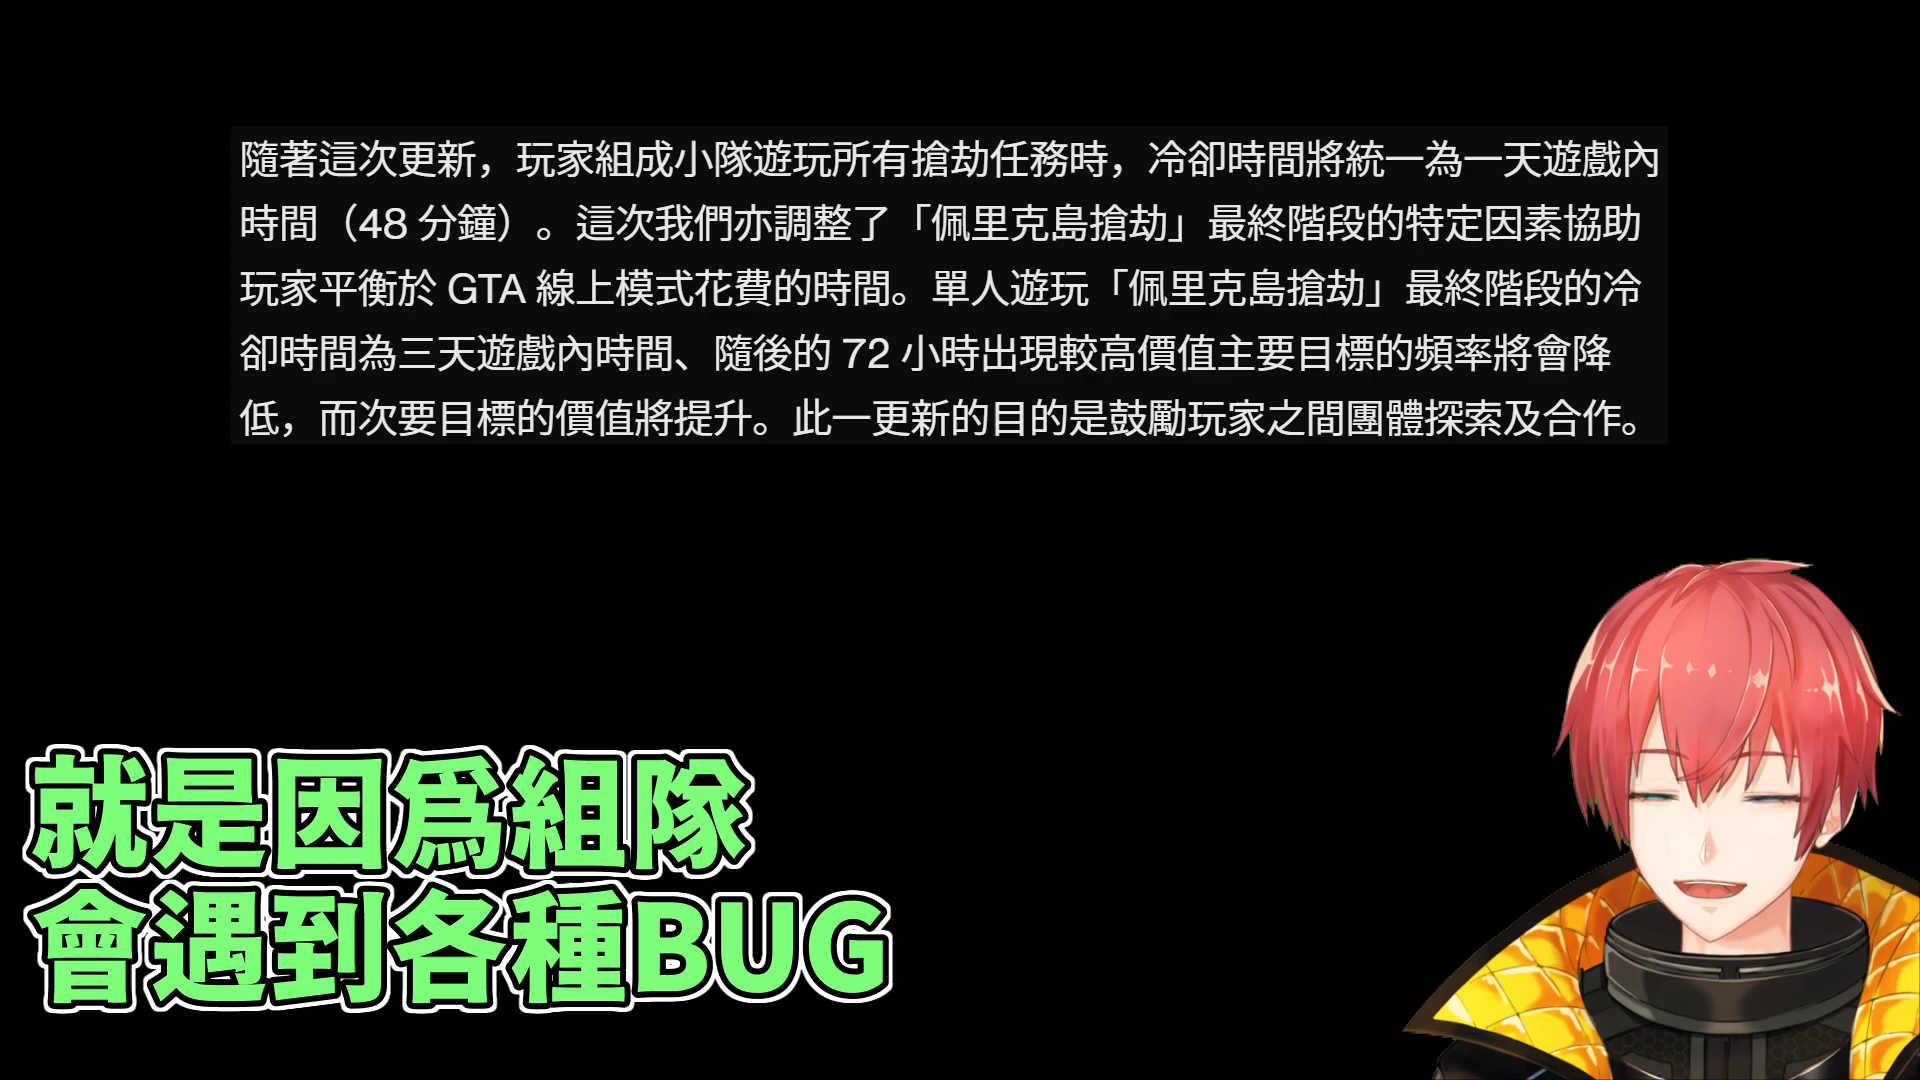 隨著這次更新，玩家組成小隊遊玩所有搶劫任務時，冷卻時間將統一為一天遊戲內
時間（48 分鐘）。這次我們亦調整了「佩里克島搶劫」最終階段的特定因素協助
玩家平衡於 GTA 線上模式花費的時間。單人遊玩「佩里克島搶劫」最終階段的冷
卻時間為三天遊戲內時間、隨後的 72 小時出現較高價值主要目標的頻率將會降
低，而次要目標的價值將提升。此一更新的目的是鼓勵玩家之間團體探索及合作。
就是因爲組隊
會遇到各種BUG